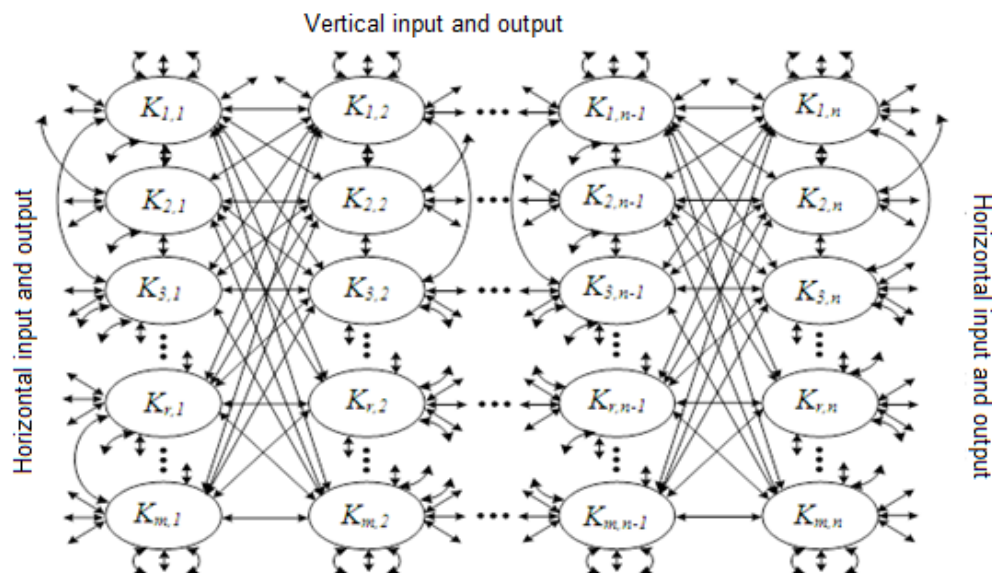 Vertical input and output
K1,1 K1,2 ... K1,n-1 K1,n
K2,1 K2,2 ... K2,n-1 K2,n
K3,1 K3,2 ... K3,n-1 K3,n
Kr,1 Kr,2 ... Kr,n-1 Kr,n
Km,1 Km,2 ... Km,n-1 Km,n
Horizontal input and output
Horizontal input and output